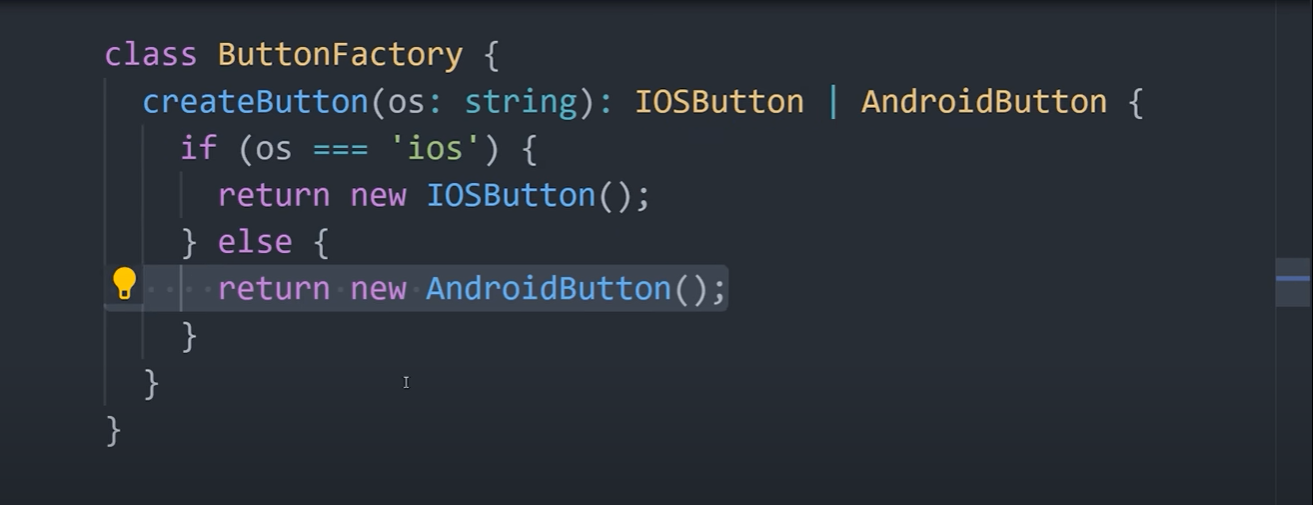 class ButtonFactory {
  createButton(os: string): IOSButton | AndroidButton {
    if (os === 'ios') {
      return new IOSButton();
    } else {
      return new AndroidButton();
    }
  }
}